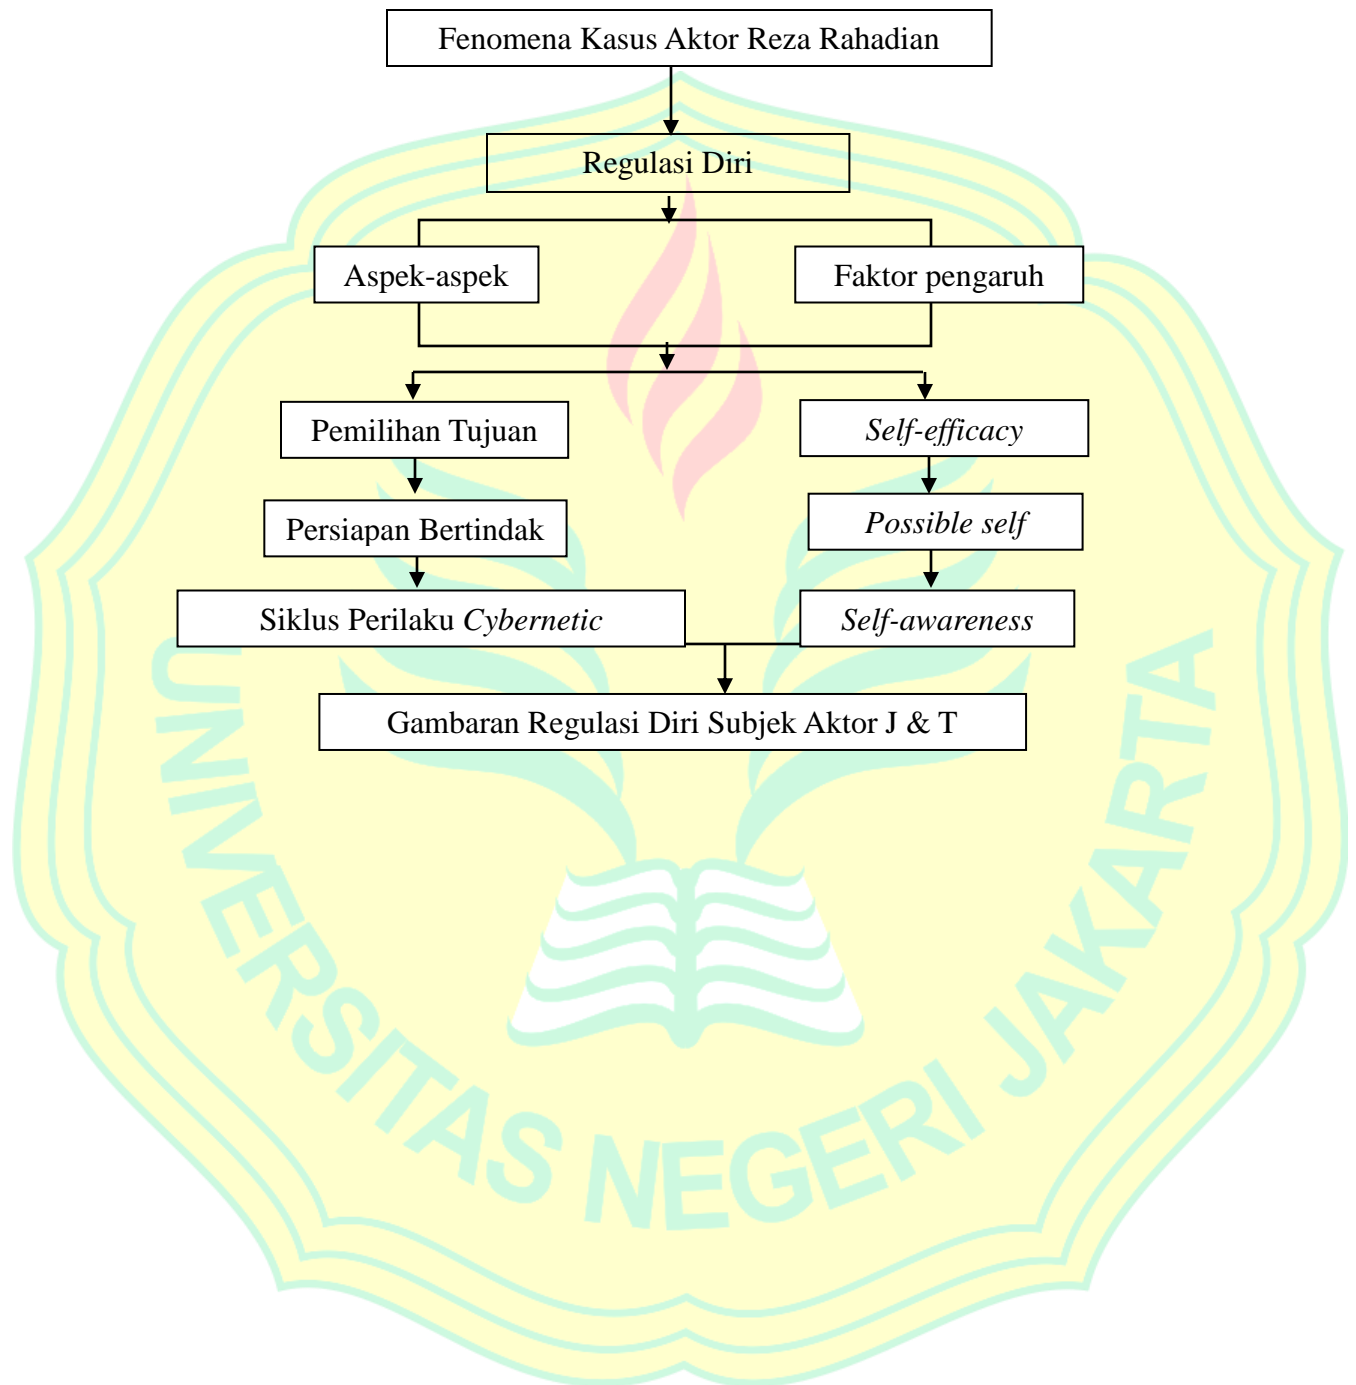 Fenomena Kasus Aktor Reza Rahadian
Regulasi Diri
Aspek-aspek
Faktor pengaruh
Pemilihan Tujuan
Self-efficacy
Persiapan Bertindak
Possible self
Siklus Perilaku Cybernetic
Self-awareness
Gambaran Regulasi Diri Subjek Aktor J & T
UNIVERSITAS NEGERI JAKARTA